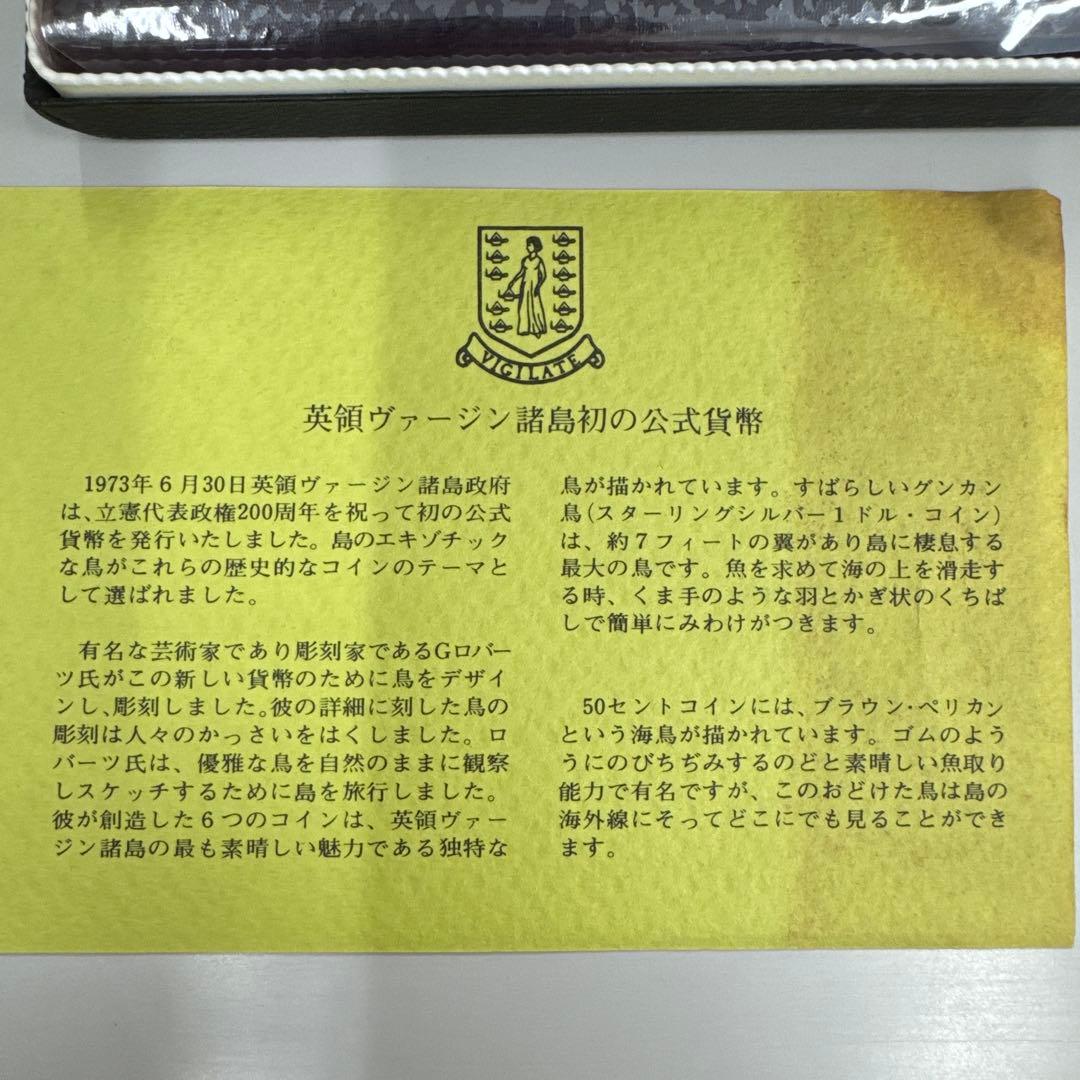 VIGILATE
英領ヴァージン諸島初の公式貨幣
1973年6月30日英領ヴァージン諸島政府
は、立憲代表政権200周年を祝って初の公式
貨幣を発行いたしました。島のエキゾチック
な鳥がこれらの歴史的なコインのテーマと
して選ばれました。
有名な芸術家であり彫刻家であるGロバー
ツ氏がこの新しい貨幣のために鳥をデザイ
ンし、彫刻しました。彼の詳細に刻した鳥の
彫刻は人々のかっさいをはくしました。ロ
バーツ氏は、優雅な鳥を自然のままに観察
しスケッチするために島を旅行しました。
彼が創造した6つのコインは、英領ヴァー
ジン諸島の最も素晴しい魅力である独特な
鳥が描かれています。すばらしいグンカン
鳥(スターリングシルバー1ドル・コイン)
は、約7フィートの翼があり島に棲息する
最大の鳥です。魚を求めて海の上を滑走す
る時、くま手のような羽とかぎ状のくちば
しで簡単にみわけがつきます。
50セントコインには、ブラウン・ペリカン
という海鳥が描かれています。ゴムのよう
うにのびちぢみするのどと素晴しい魚取り
能力で有名ですが、このおどけた鳥は島の
海外線にそってどこにでも見ることができ
ます。